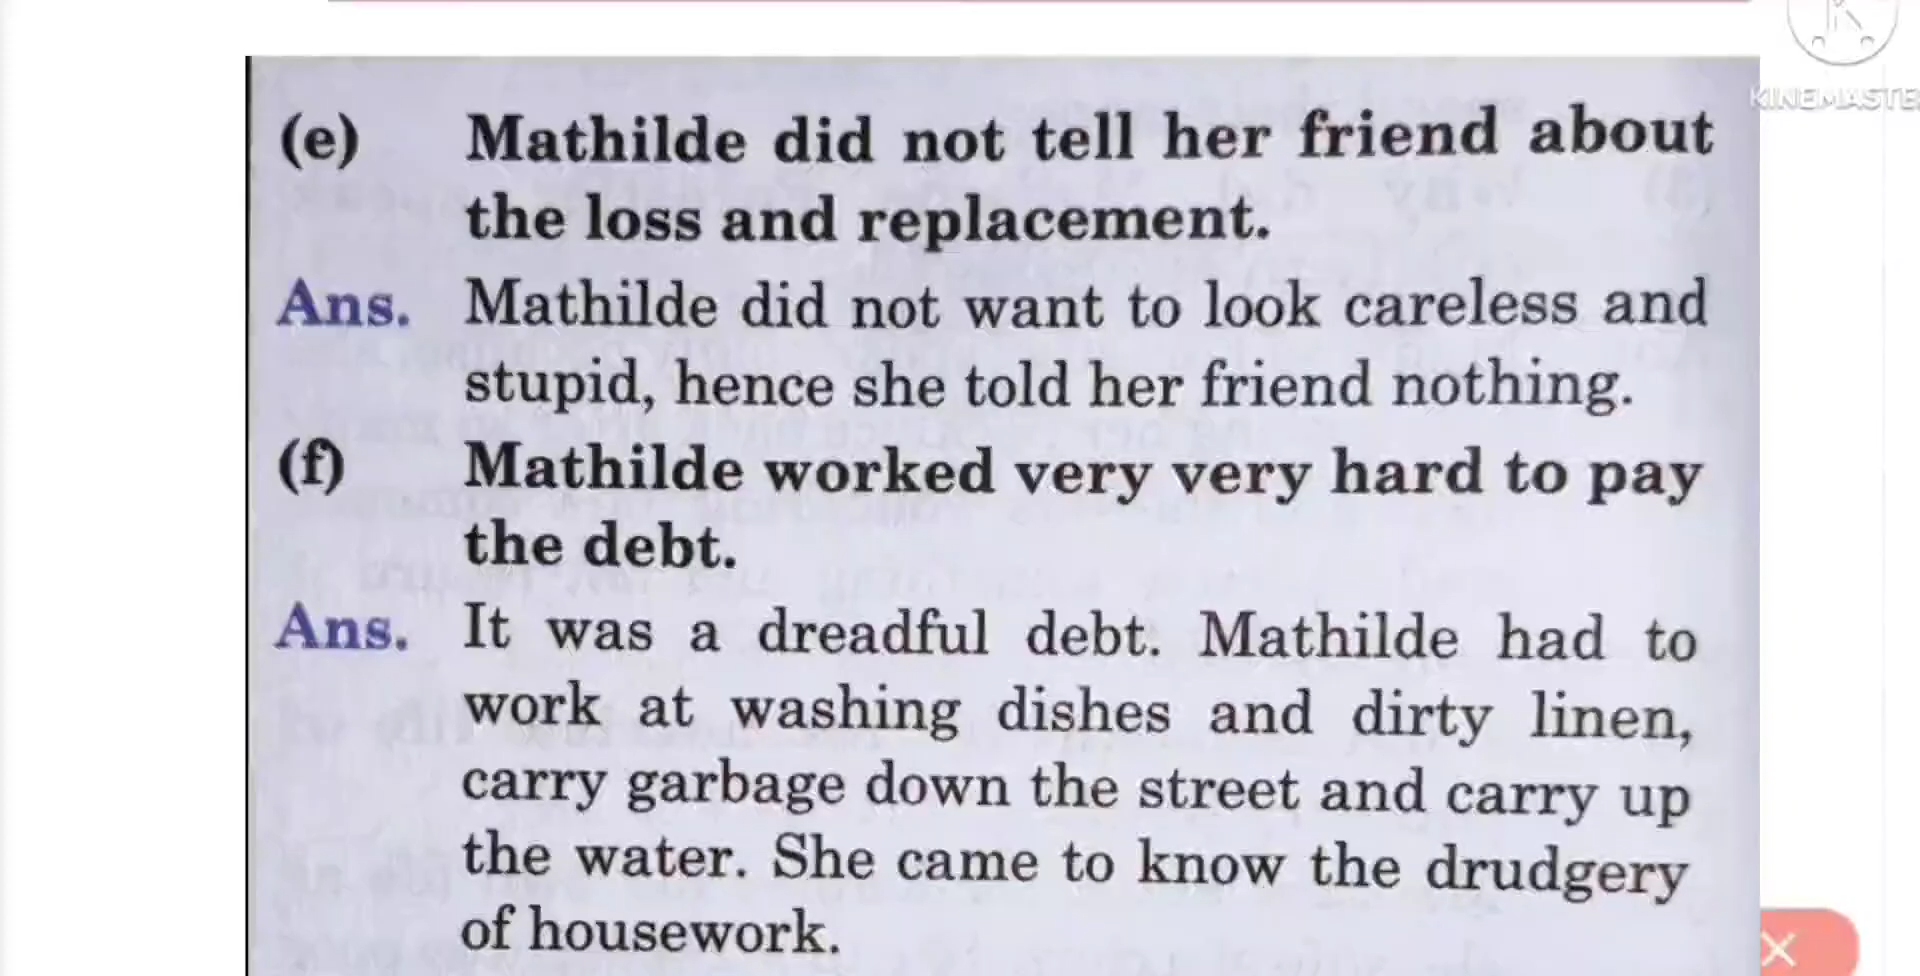 KINEMASTE
(e) Mathilde did not tell her friend about
the loss and replacement.
Ans. Mathilde did not want to look careless and
stupid, hence she told her friend nothing.
(f) Mathilde worked very very hard to pay
the debt.
Ans. It was a dreadful debt. Mathilde had to
work at washing dishes and dirty linen,
carry garbage down the street and carry up
the water. She came to know the drudgery
of housework.